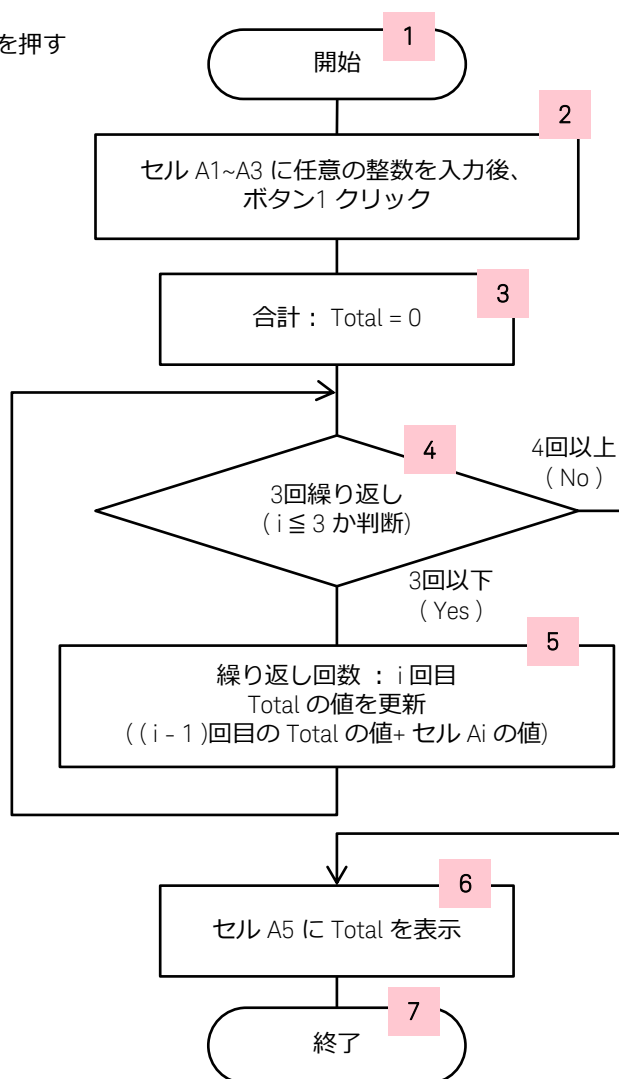 を押す
1
開始
2
セル A1~A3 に任意の整数を入力後、
ボタン1 クリック
3
合計： Total = 0
4
3回繰り返し
( i ≦ 3 か判断)
4回以上
( No )
3回以下
( Yes )
5
繰り返し回数 ： i 回目
Total の値を更新
( ( i - 1 )回目の Total の値+ セル Ai の値)
6
セル A5 に Total を表示
7
終了